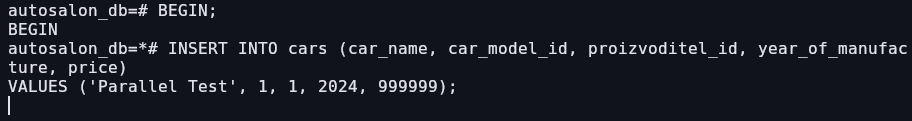 autosalon_db=# BEGIN;
BEGIN
autosalon_db=*# INSERT INTO cars (car_name, car_model_id, proizvoditel_id, year_of_manufac
ture, price)
VALUES ('Parallel Test', 1, 1, 2024, 999999);